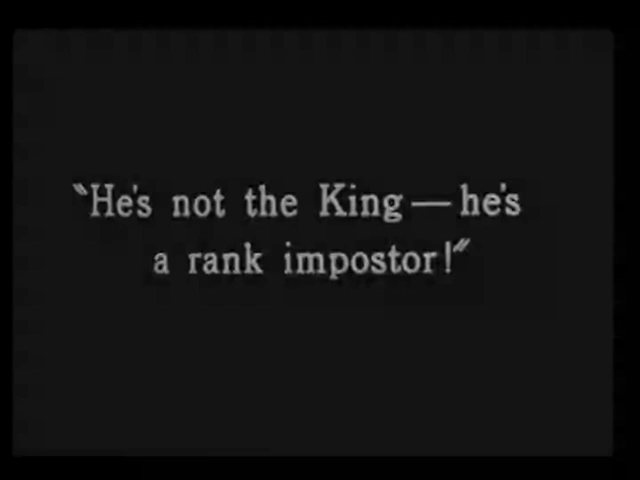 "He's not the King — he's
a rank impostor!"